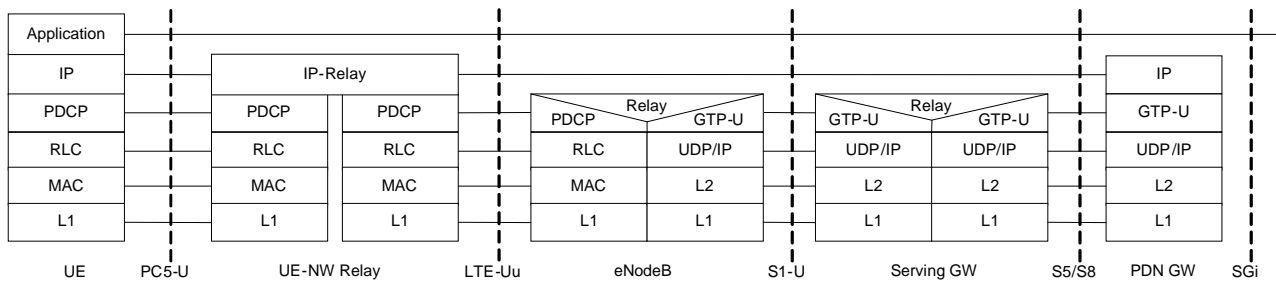 Application
IP IP-Relay IP
PDCP PDCP PDCP Relay Relay GTP-U
PDCP GTP-U GTP-U GTP-U
RLC RLC RLC RLC UDP/IP UDP/IP UDP/IP UDP/IP
MAC MAC MAC MAC L2 L2 L2 L2
L1 L1 L1 L1 L1 L1 L1 L1
UE PC5-U UE-NW Relay LTE-Uu eNodeB S1-U Serving GW S5/S8 PDN GW SGi